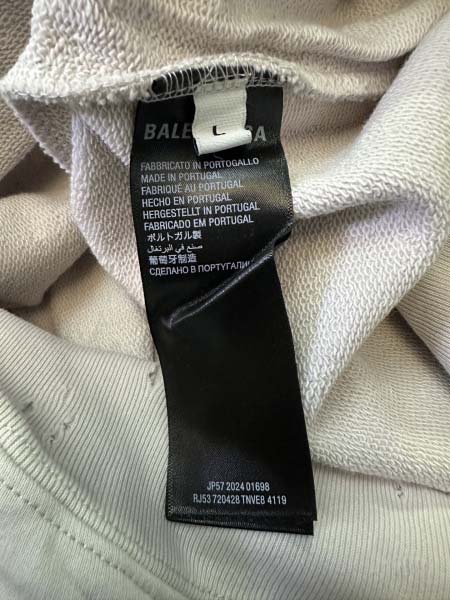 L
FABBRICATO IN PORTOGALLO
MADE IN PORTUGAL
FABRIQUÉ AU PORTUGAL
HECHO EN PORTUGAL
HERGESTELLT IN PORTUGAL
FABRICADO EM PORTUGAL
ポルトガル製
صنع في البرتغال
葡萄牙制造
СДЕЛАНО В ПОРТУГАЛИИ
JP57 2024 01698
RJ53 720428 TNVE8 4119